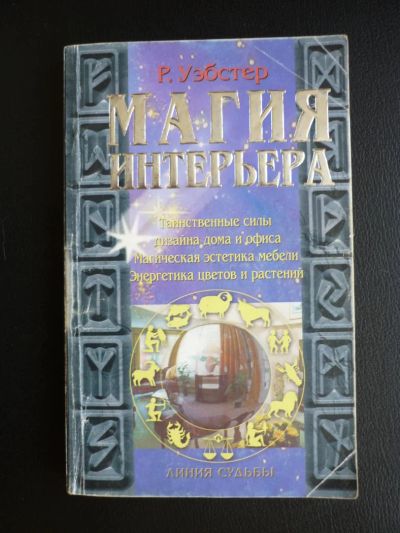 Р. Уэбстер
МАГИЯ
ИНТЕРЬЕРА
Таинственные силы
дизайна дома и офиса
Магическая эстетика мебели
Энергетика цветов и растений
ЛИНИЯ СУДЬБЫ